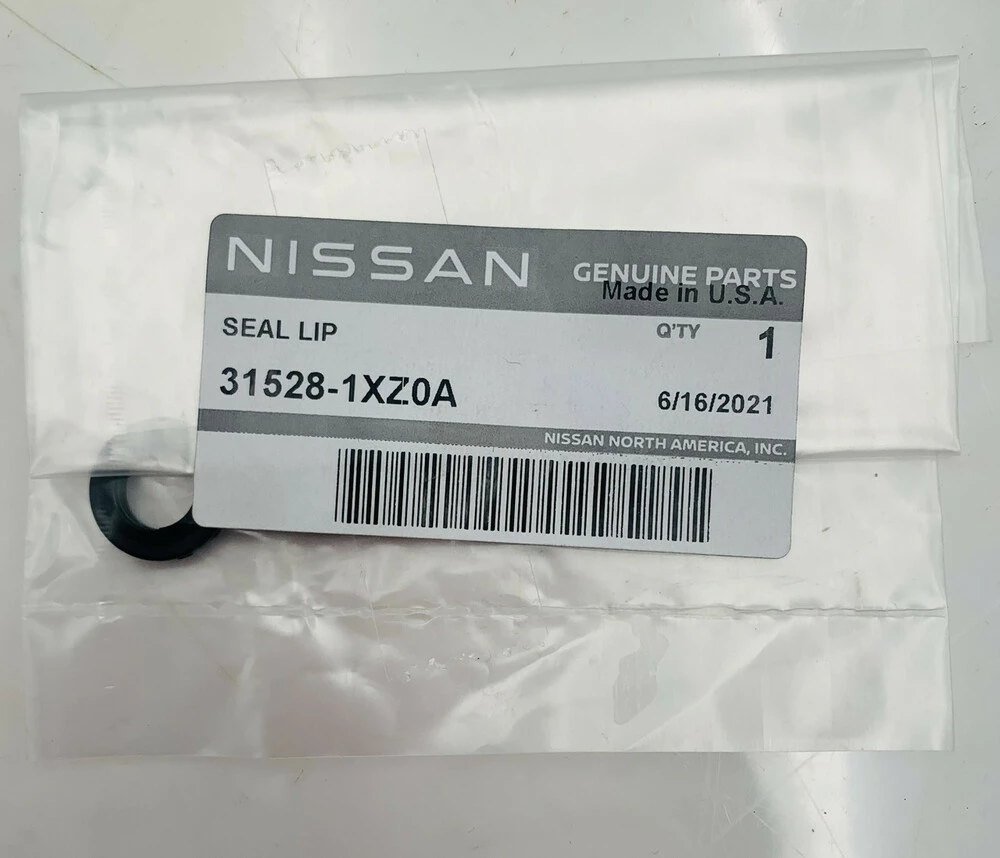 NISSAN
GENUINE PARTS
Made in U.S.A.
SEAL LIP
Q'TY 1
31528-1XZ0A
6/16/2021
NISSAN NORTH AMERICA, INC.